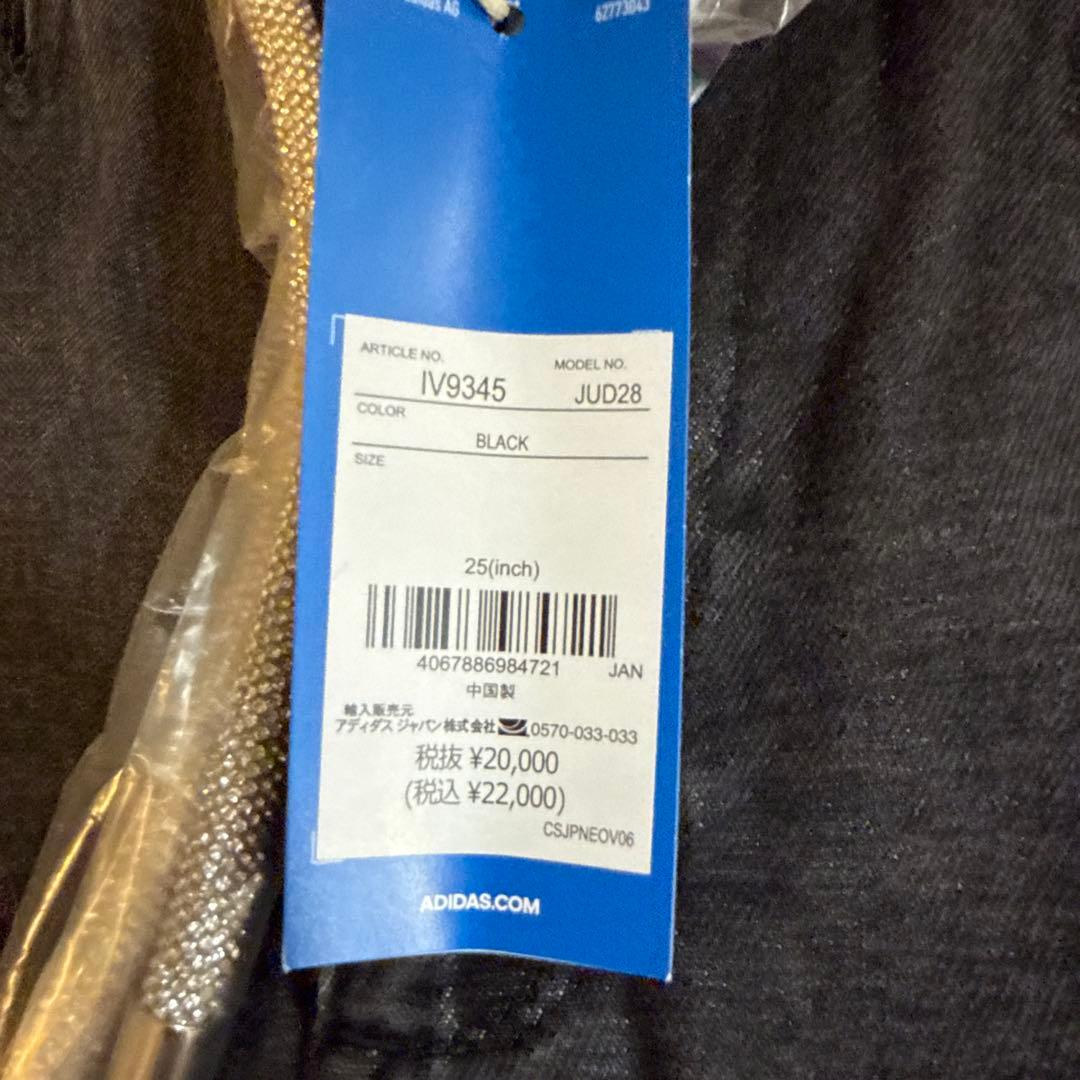 AG
62773043
ARTICLE NO.
MODEL NO.
IV9345
JUD28
COLOR
BLACK
SIZE
25(inch)
4067886984721
JAN
中国製
輸入販売元
アディダス ジャパン株式会社 0570-033-033
税抜 ¥20,000
(税込 ¥22,000)
CSJPNEOV06
ADIDAS.COM